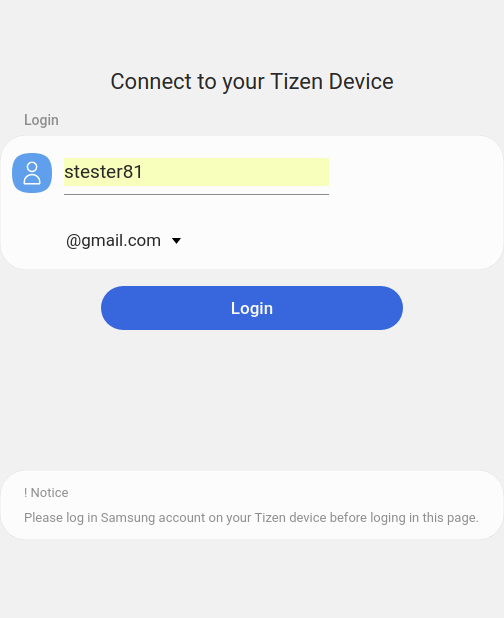 Connect to your Tizen Device
Login
stester81
@gmail.com
Login
! Notice
Please log in Samsung account on your Tizen device before loging in this page.